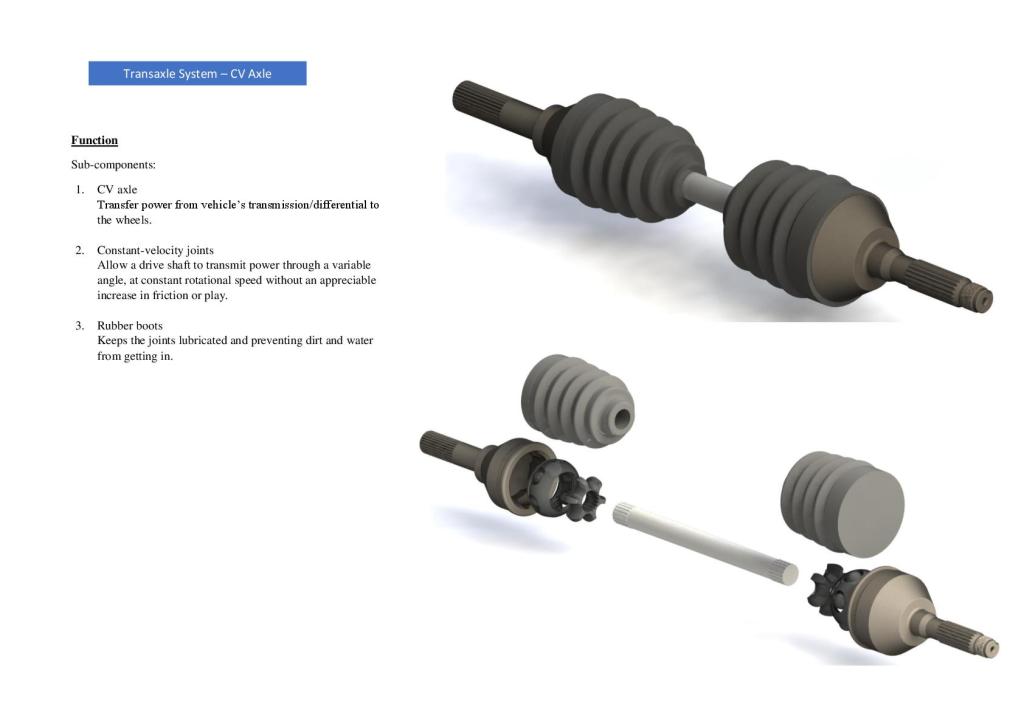 Transaxle System – CV Axle
Function
Sub-components:
1. CV axle
Transfer power from vehicle's transmission/differential to
the wheels.
2. Constant-velocity joints
Allow a drive shaft to transmit power through a variable
angle, at constant rotational speed without an appreciable
increase in friction or play.
3. Rubber boots
Keeps the joints lubricated and preventing dirt and water
from getting in.